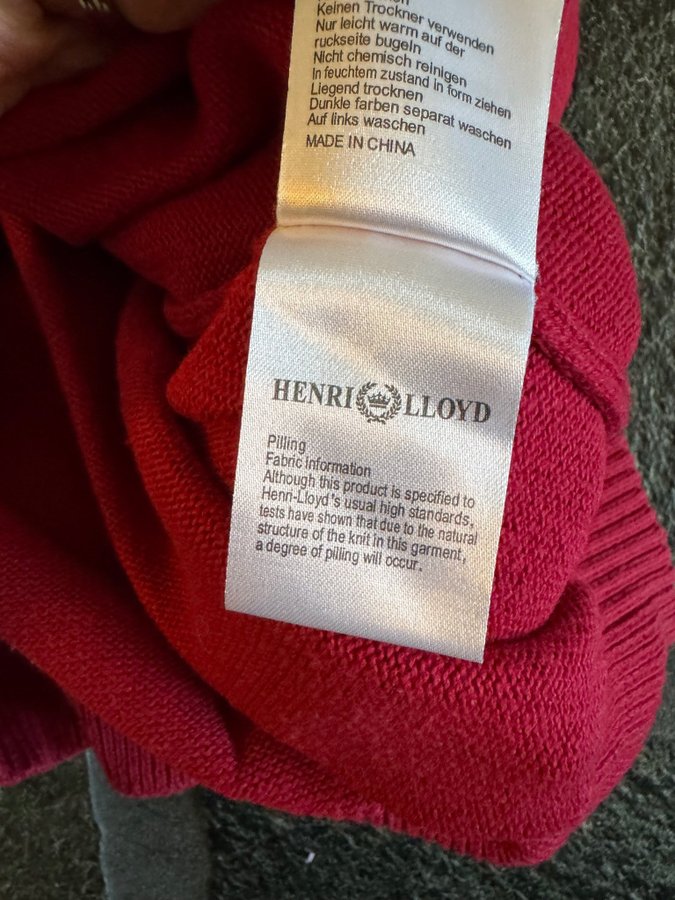 Keinen Trockner verwenden
Nur leicht warm auf der
ruckseite bugeln
Nicht chemisch reinigen
In feuchtem zustand in form ziehen
Liegend trocknen
Dunkle farben separat waschen
Auf links waschen
MADE IN CHINA
HENRI LLOYD
Pilling
Fabric information
Although this product is specified to
Henri-Lloyd's usual high standards,
tests have shown that due to the natural
structure of the knit in this garment,
a degree of pilling will occur.